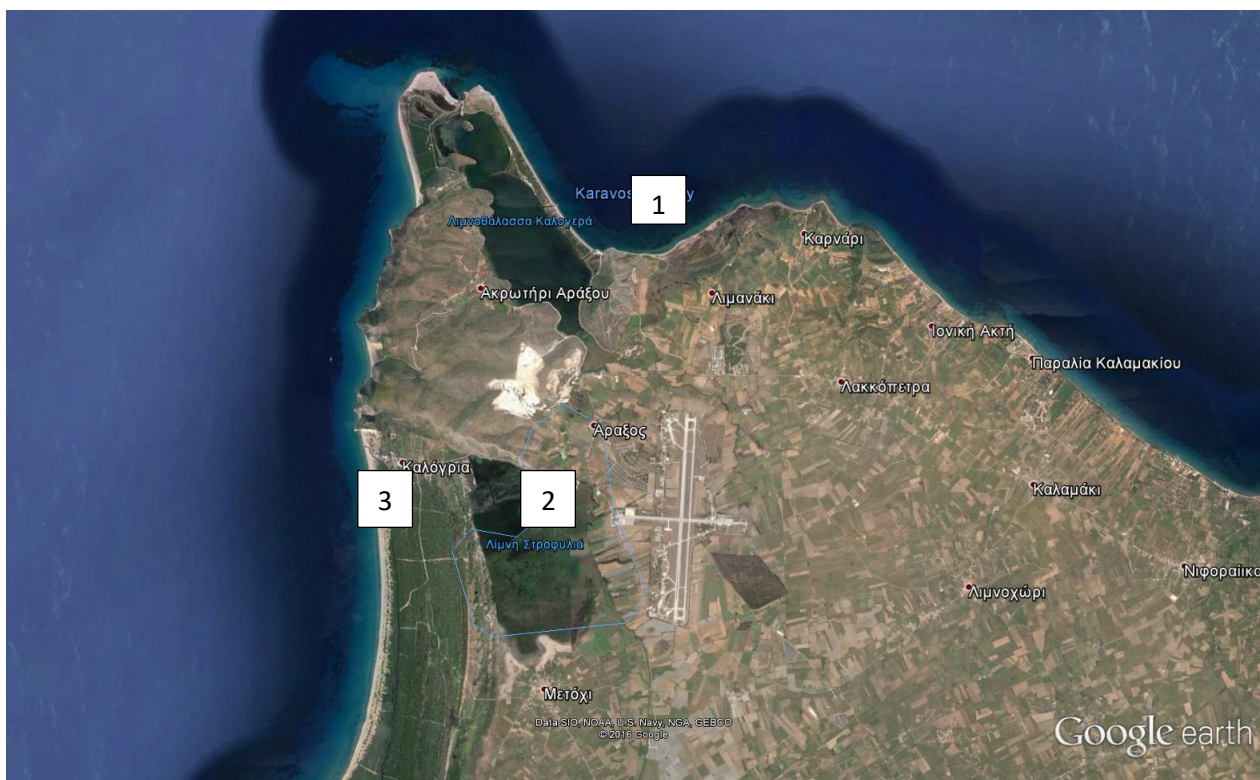 Karavos y
1
Λιμνοθάλασσα Καλογερά
Καρνάρι
Ακρωτήρι Αράξου
Λιμανάκι
Ιονική Ακτή
Παραλία Καλαμακίου
Λακκόπετρα
Άραξος
Καλόγρια
3
2
Καλαμάκι
Λίμνη Στροφυλιά
Νιφοραίικα
Λιμνοχώρι
Μετόχι
Data SIO, NOAA, U.S. Navy, NGA, GEBCO
© 2016 Google
Google earth